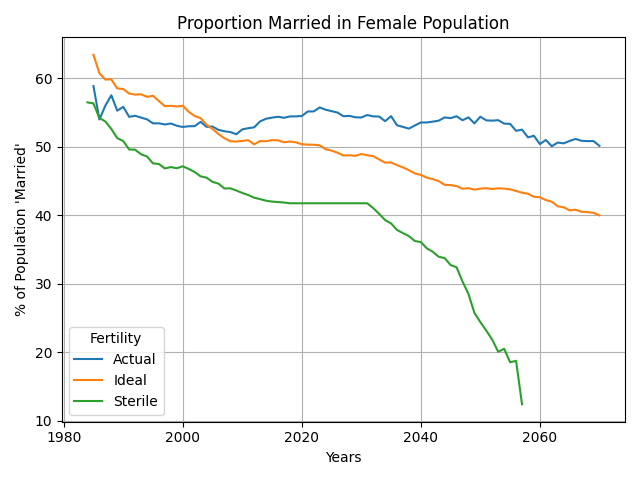 Proportion Married in Female Population
% of Population 'Married'
60
50
40
30
20
10
Fertility
Actual
Ideal
Sterile
1980
2000
2020
2040
2060
Years